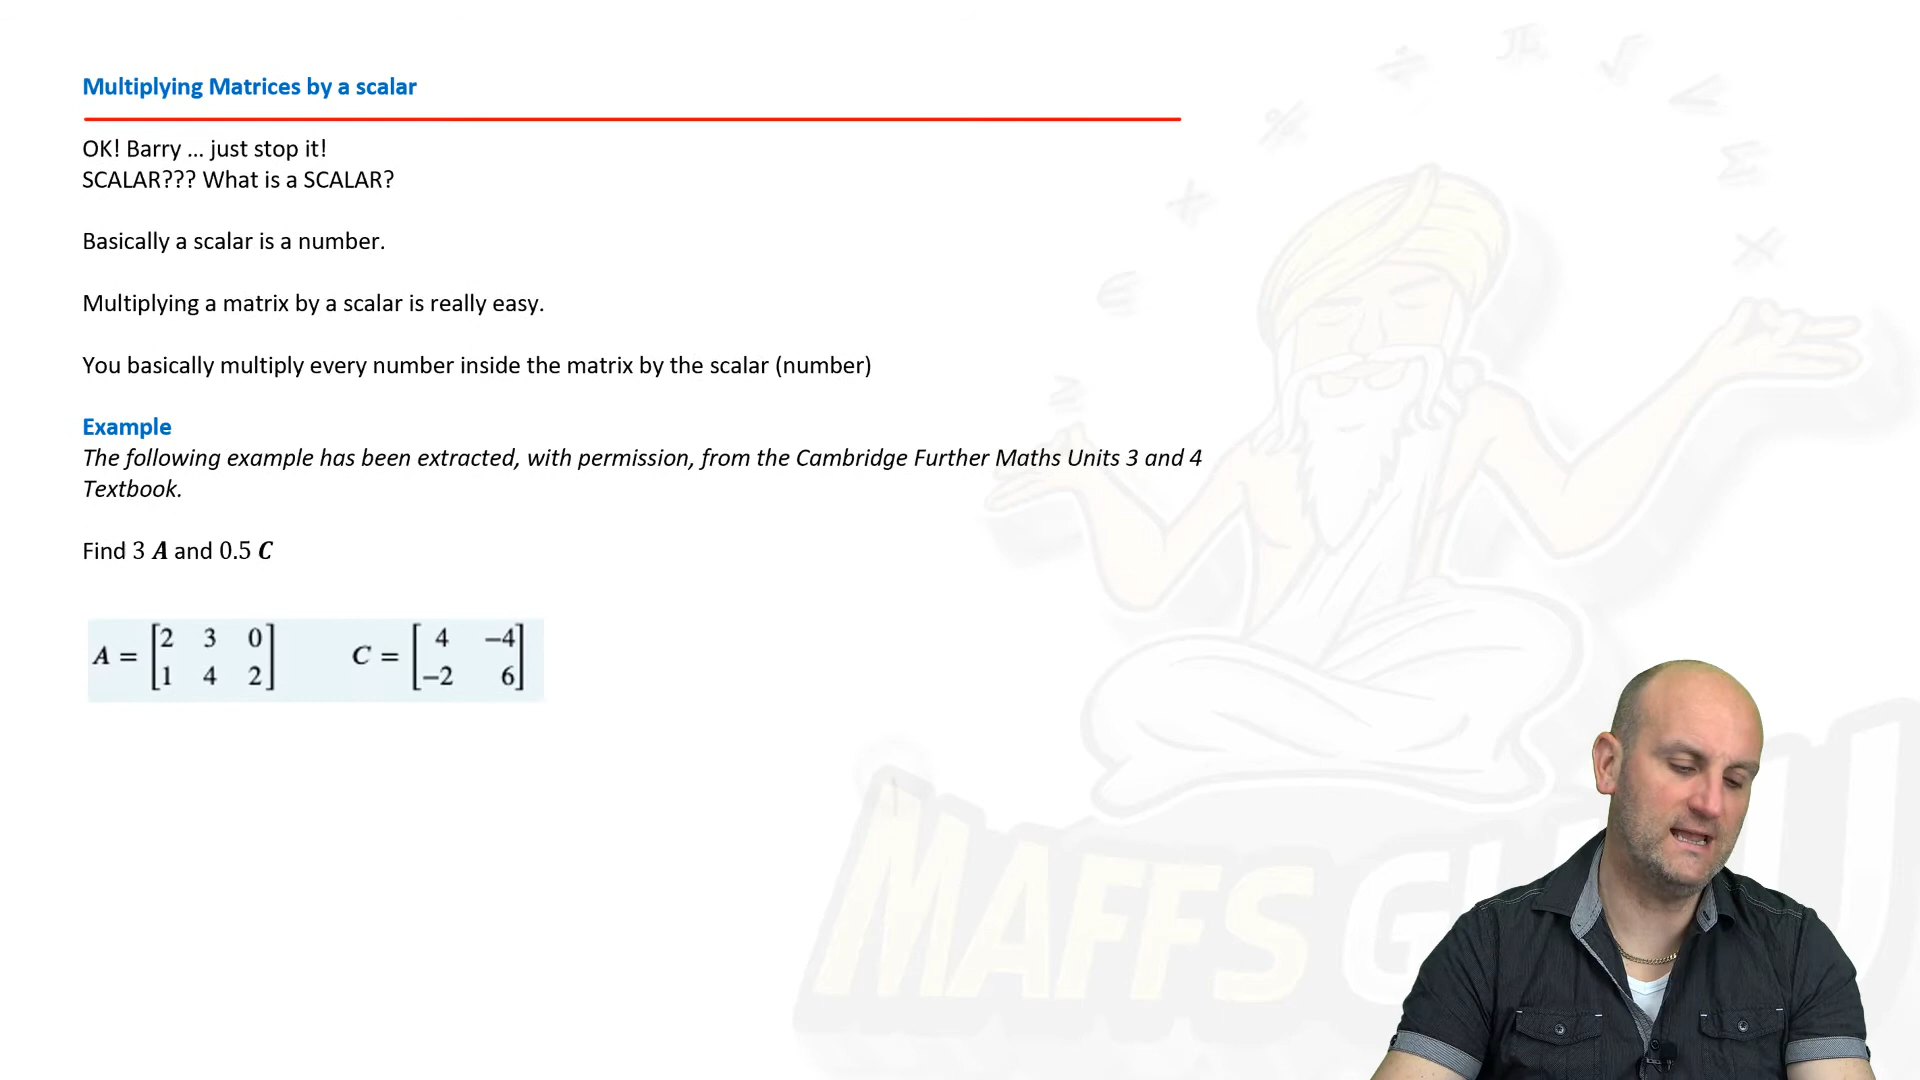 Multiplying Matrices by a scalar
OK! Barry ... just stop it!
SCALAR??? What is a SCALAR?
Basically a scalar is a number.
Multiplying a matrix by a scalar is really easy.
You basically multiply every number inside the matrix by the scalar (number)
Example
The following example has been extracted, with permission, from the Cambridge Further Maths Units 3 and 4
Textbook.
Find 3 A and 0.5 C
A = [2 3 0
1 4 2]
C = [4 −4
−2 6]
MAFFS